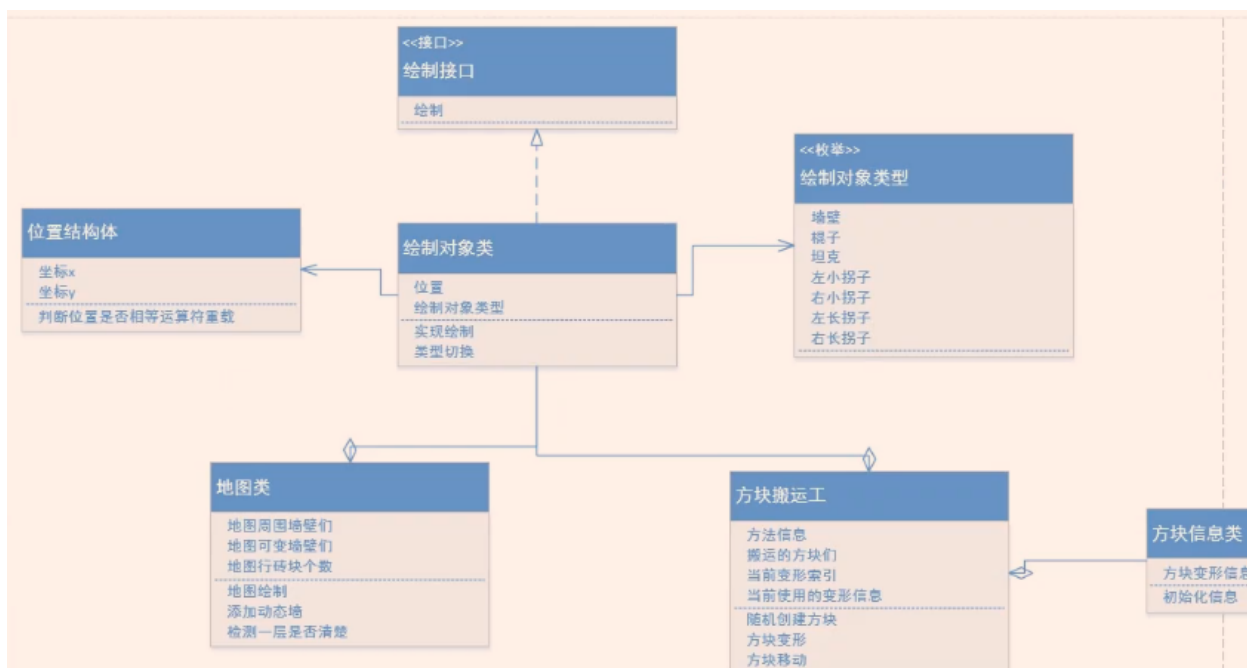 <<接口>>
绘制接口
绘制
<<枚举>>
绘制对象类型
墙壁
棍子
坦克
左小拐子
右小拐子
左长拐子
右长拐子
位置结构体
坐标x
坐标y
判断位置是否相等运算符重载
绘制对象类
位置
绘制对象类型
实现绘制
类型切换
地图类
地图周围墙壁们
地图可变墙壁们
地图行砖块个数
地图绘制
添加动态墙
检测一层是否清楚
方块搬运工
方法信息
搬运的方块们
当前变形索引
当前使用的变形信息
随机创建方块
方块变形
方块移动
方块信息类
方块变形信息
初始化信息